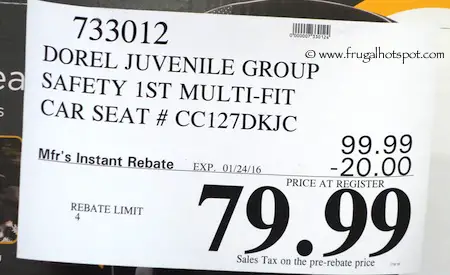 733012
0000007330124
www.frugalhotspot.com
DOREL JUVENILE GROUP
SAFETY 1ST MULTI-FIT
CAR SEAT # CC127DKJC
99.99
Mfr's Instant Rebate EXP. 01/24/16 -20.00
PRICE AT REGISTER
REBATE LIMIT
4
79.99
Sales Tax on the pre-rebate price